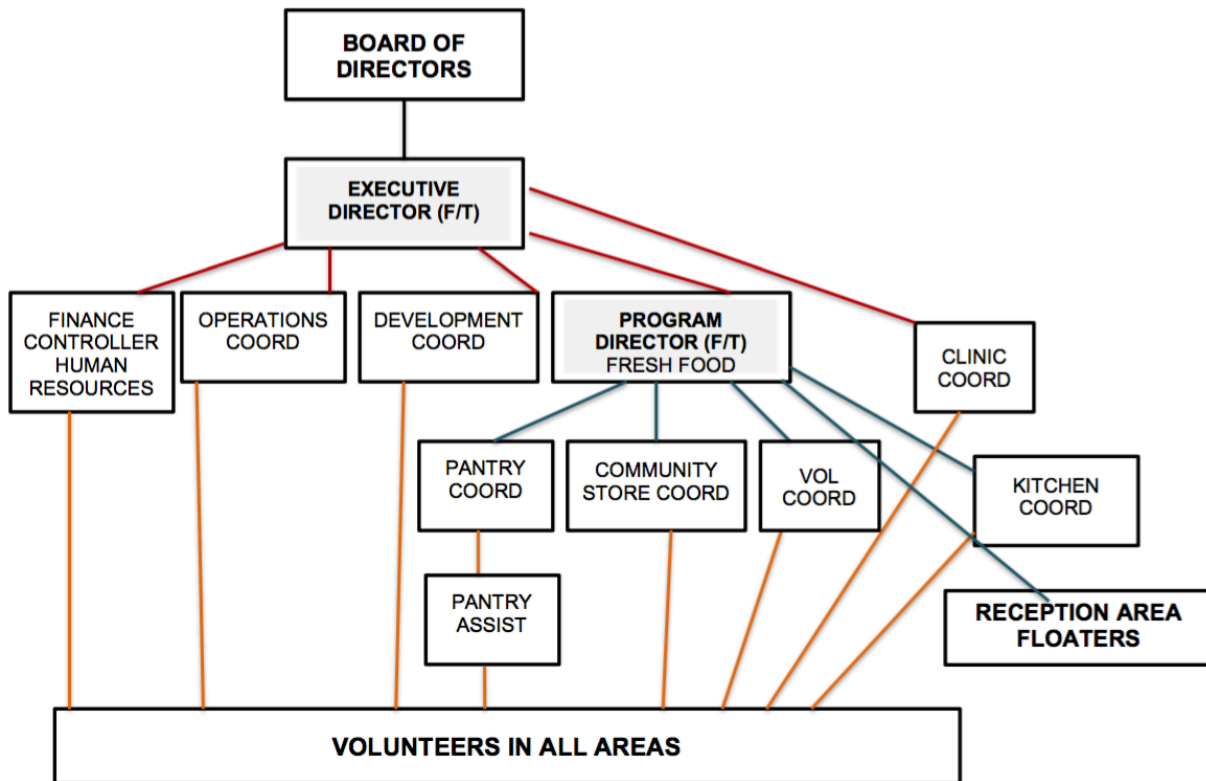 BOARD OF
DIRECTORS
EXECUTIVE
DIRECTOR (F/T)
FINANCE
CONTROLLER
HUMAN
RESOURCES
OPERATIONS
COORD
DEVELOPMENT
COORD
PROGRAM
DIRECTOR (F/T)
FRESH FOOD
CLINIC
COORD
PANTRY
COORD
COMMUNITY
STORE COORD
VOL
COORD
KITCHEN
COORD
PANTRY
ASSIST
RECEPTION AREA
FLOATERS
VOLUNTEERS IN ALL AREAS